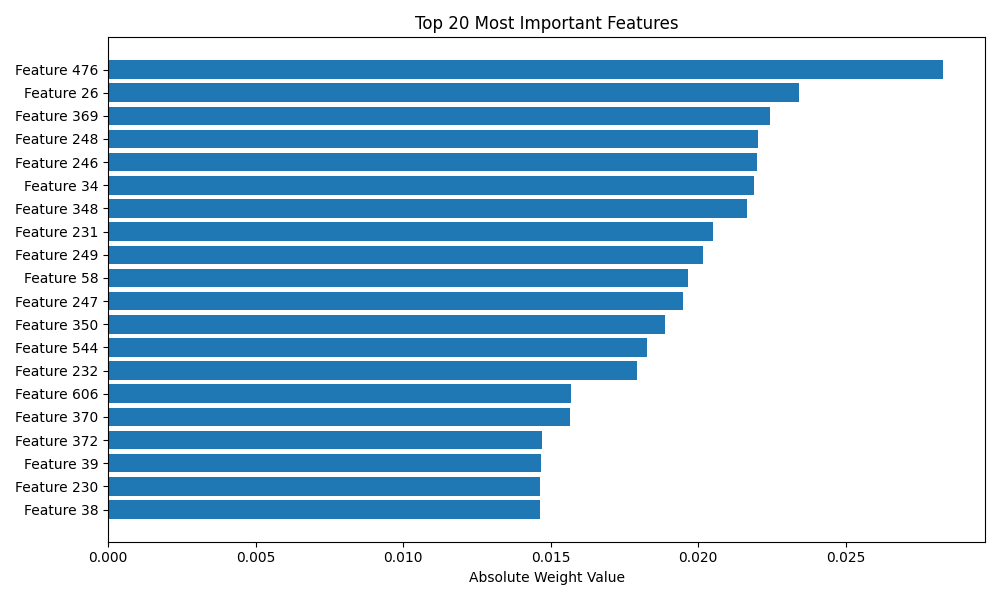 Top 20 Most Important Features
Feature 476
Feature 26
Feature 369
Feature 248
Feature 246
Feature 34
Feature 348
Feature 231
Feature 249
Feature 58
Feature 247
Feature 350
Feature 544
Feature 232
Feature 606
Feature 370
Feature 372
Feature 39
Feature 230
Feature 38
0.000 0.005 0.010 0.015 0.020 0.025
Absolute Weight Value